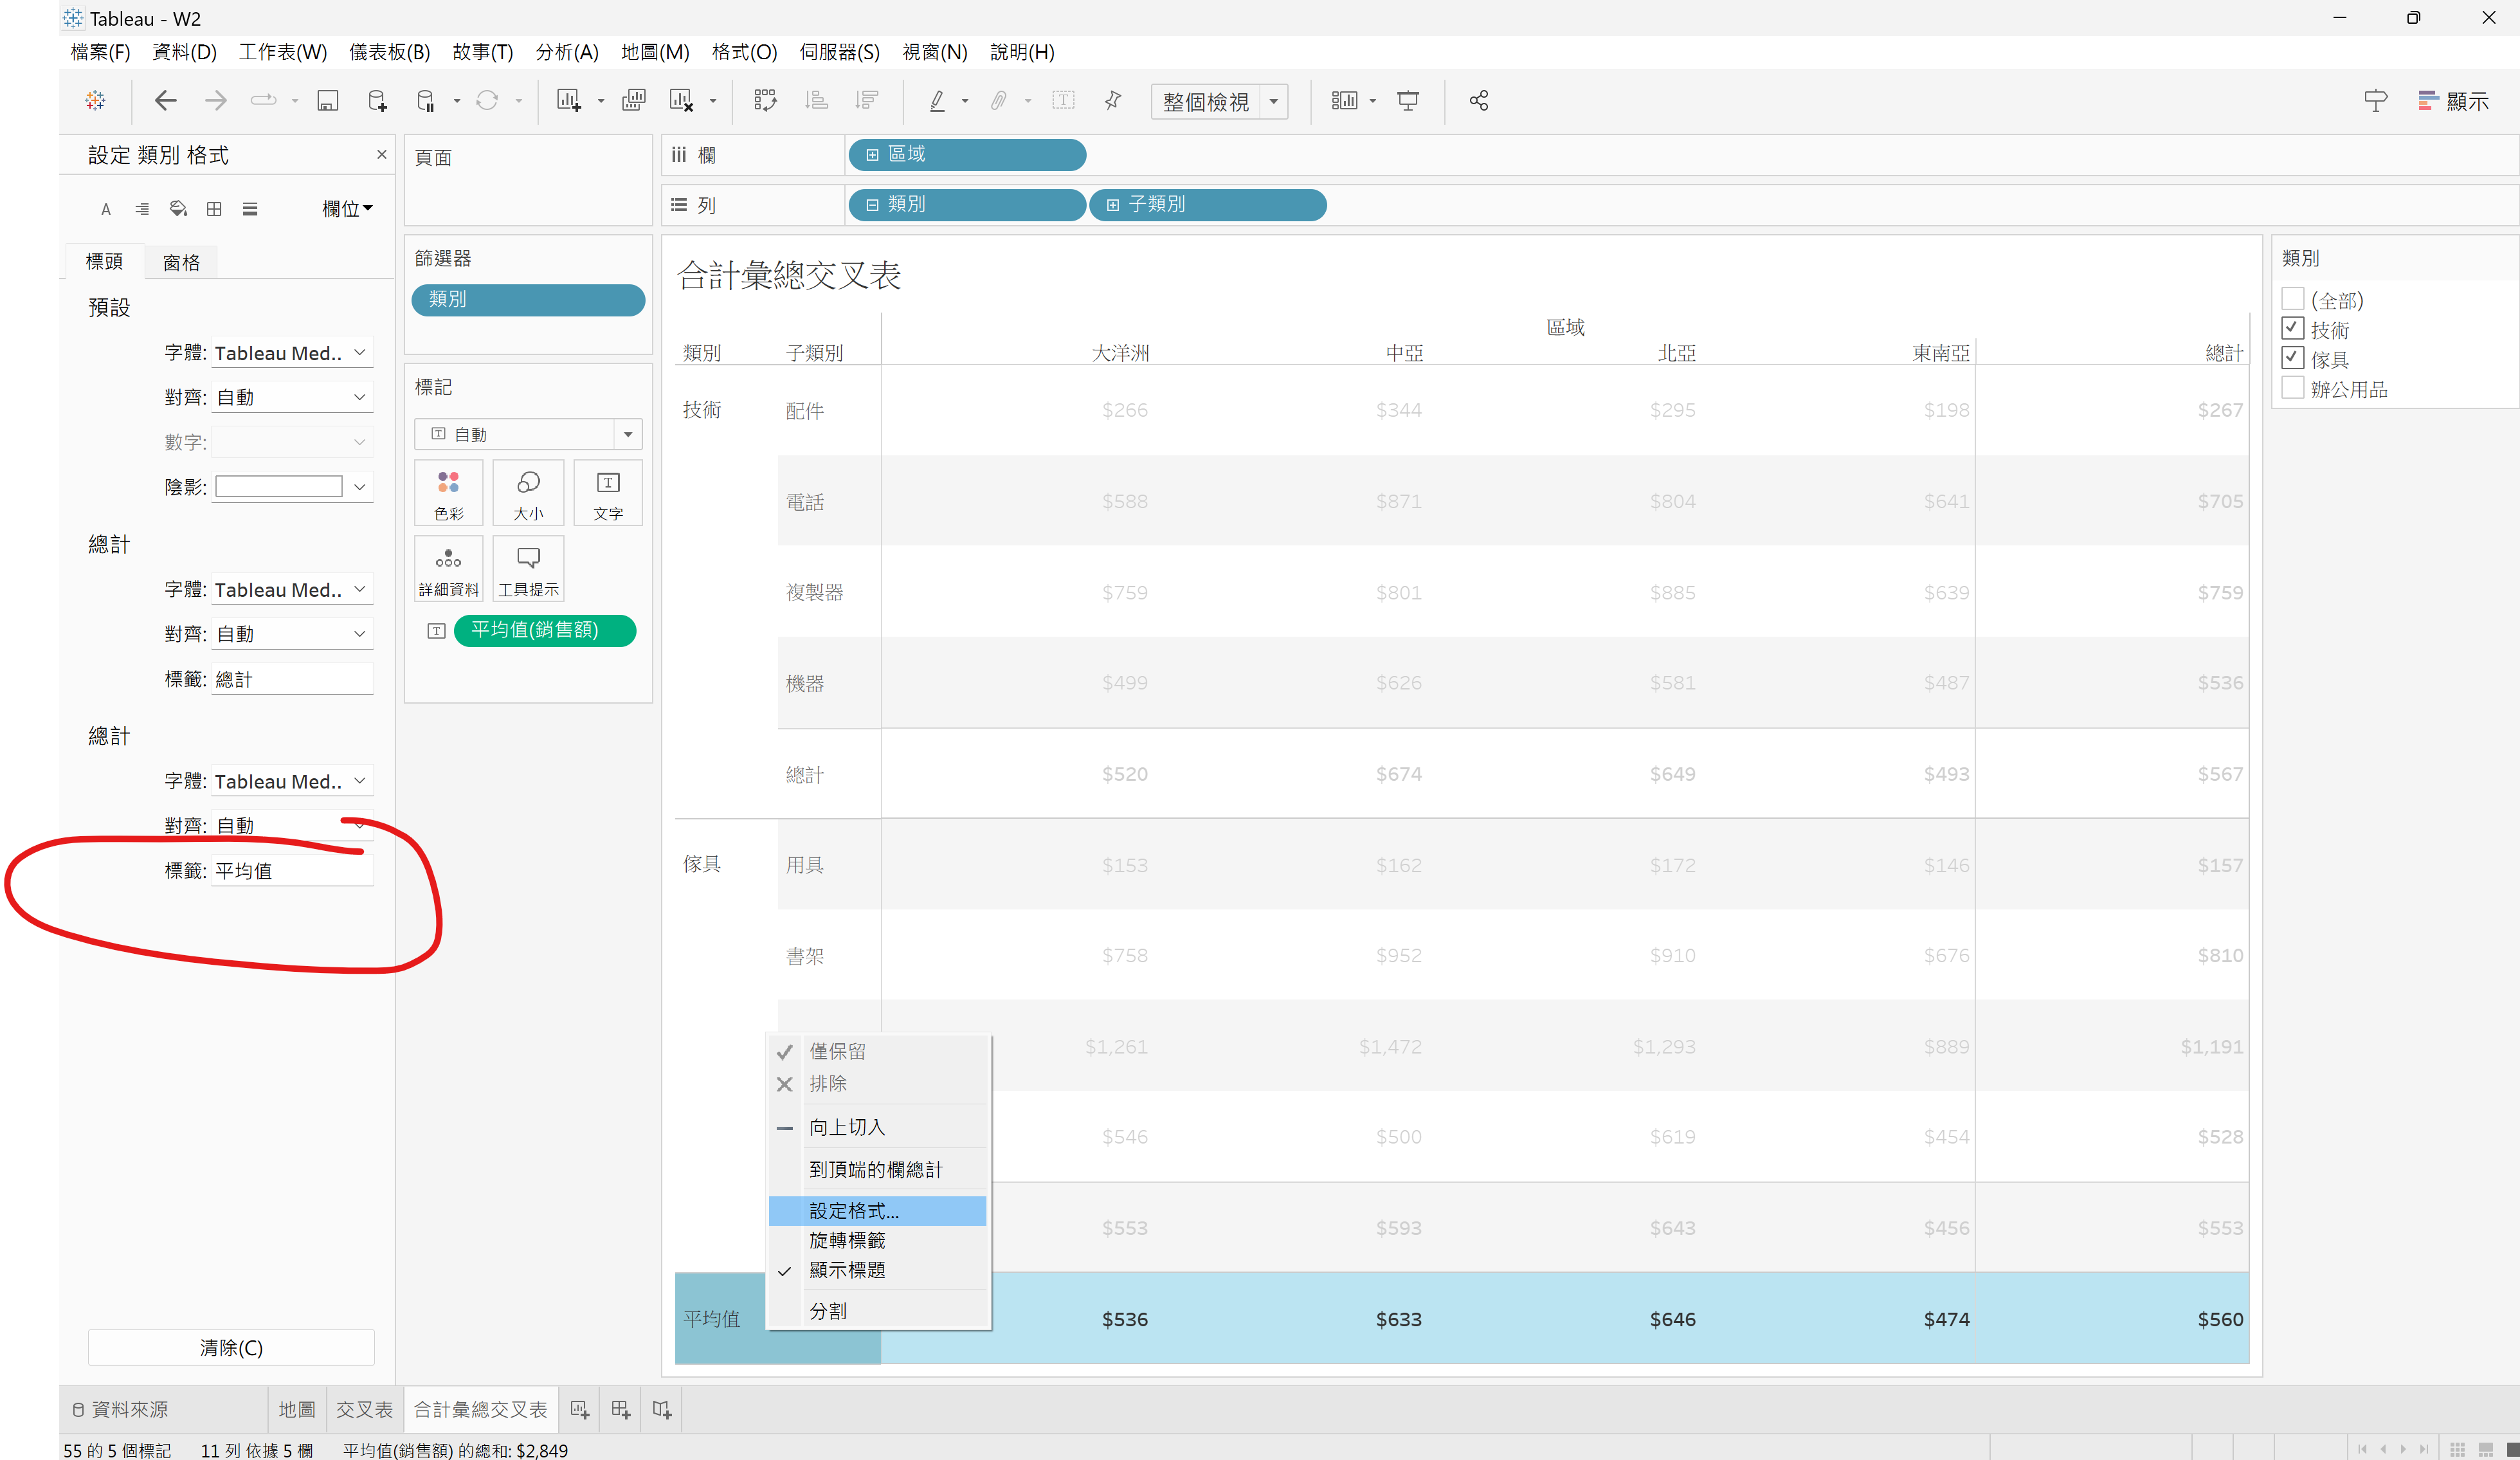 Tableau - W2
檔案(F) 資料(D) 工作表(W) 儀表板(B) 故事(T) 分析(A) 地圖(M) 格式(O) 伺服器(S) 視窗(N) 說明(H)
整個檢視
顯示
設定 類別 格式
欄位
標頭 窗格
預設
字體: Tableau Med..
對齊: 自動
數字:
陰影:
總計
字體: Tableau Med..
對齊: 自動
標籤: 總計
總計
字體: Tableau Med..
對齊: 自動
標籤: 平均值
清除(C)
頁面
篩選器
類別
標記
自動
色彩 大小 文字
詳細資料 工具提示
平均值(銷售額)
欄 區域
列 類別 子類別
合計彙總交叉表
區域
類別 子類別 大洋洲 中亞 北亞 東南亞 總計
技術 配件 $266 $344 $295 $198 $267
電話 $588 $871 $804 $641 $705
複製器 $759 $801 $885 $639 $759
機器 $499 $626 $581 $487 $536
總計 $520 $674 $649 $493 $567
傢具 用具 $153 $162 $172 $146 $157
書架 $758 $952 $910 $676 $810
$1,261 $1,472 $1,293 $889 $1,191
$546 $500 $619 $454 $528
$553 $593 $643 $456 $553
平均值 $536 $633 $646 $474 $560
僅保留
排除
向上切入
到頂端的欄總計
設定格式...
旋轉標籤
顯示標題
分割
類別
(全部)
技術
傢具
辦公用品
資料來源 地圖 交叉表 合計彙總交叉表
55 的 5 個標記 11 列 依據 5 欄 平均值(銷售額) 的總和: $2,849